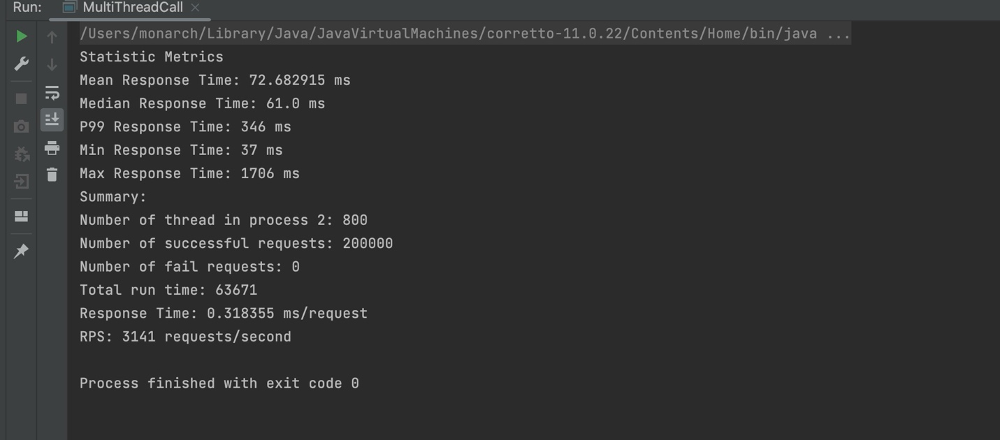 Run: MultiThreadCall
/Users/monarch/Library/Java/JavaVirtualMachines/corretto-11.0.22/Contents/Home/bin/java ...
Statistic Metrics
Mean Response Time: 72.682915 ms
Median Response Time: 61.0 ms
P99 Response Time: 346 ms
Min Response Time: 37 ms
Max Response Time: 1706 ms
Summary:
Number of thread in process 2: 800
Number of successful requests: 200000
Number of fail requests: 0
Total run time: 63671
Response Time: 0.318355 ms/request
RPS: 3141 requests/second
Process finished with exit code 0